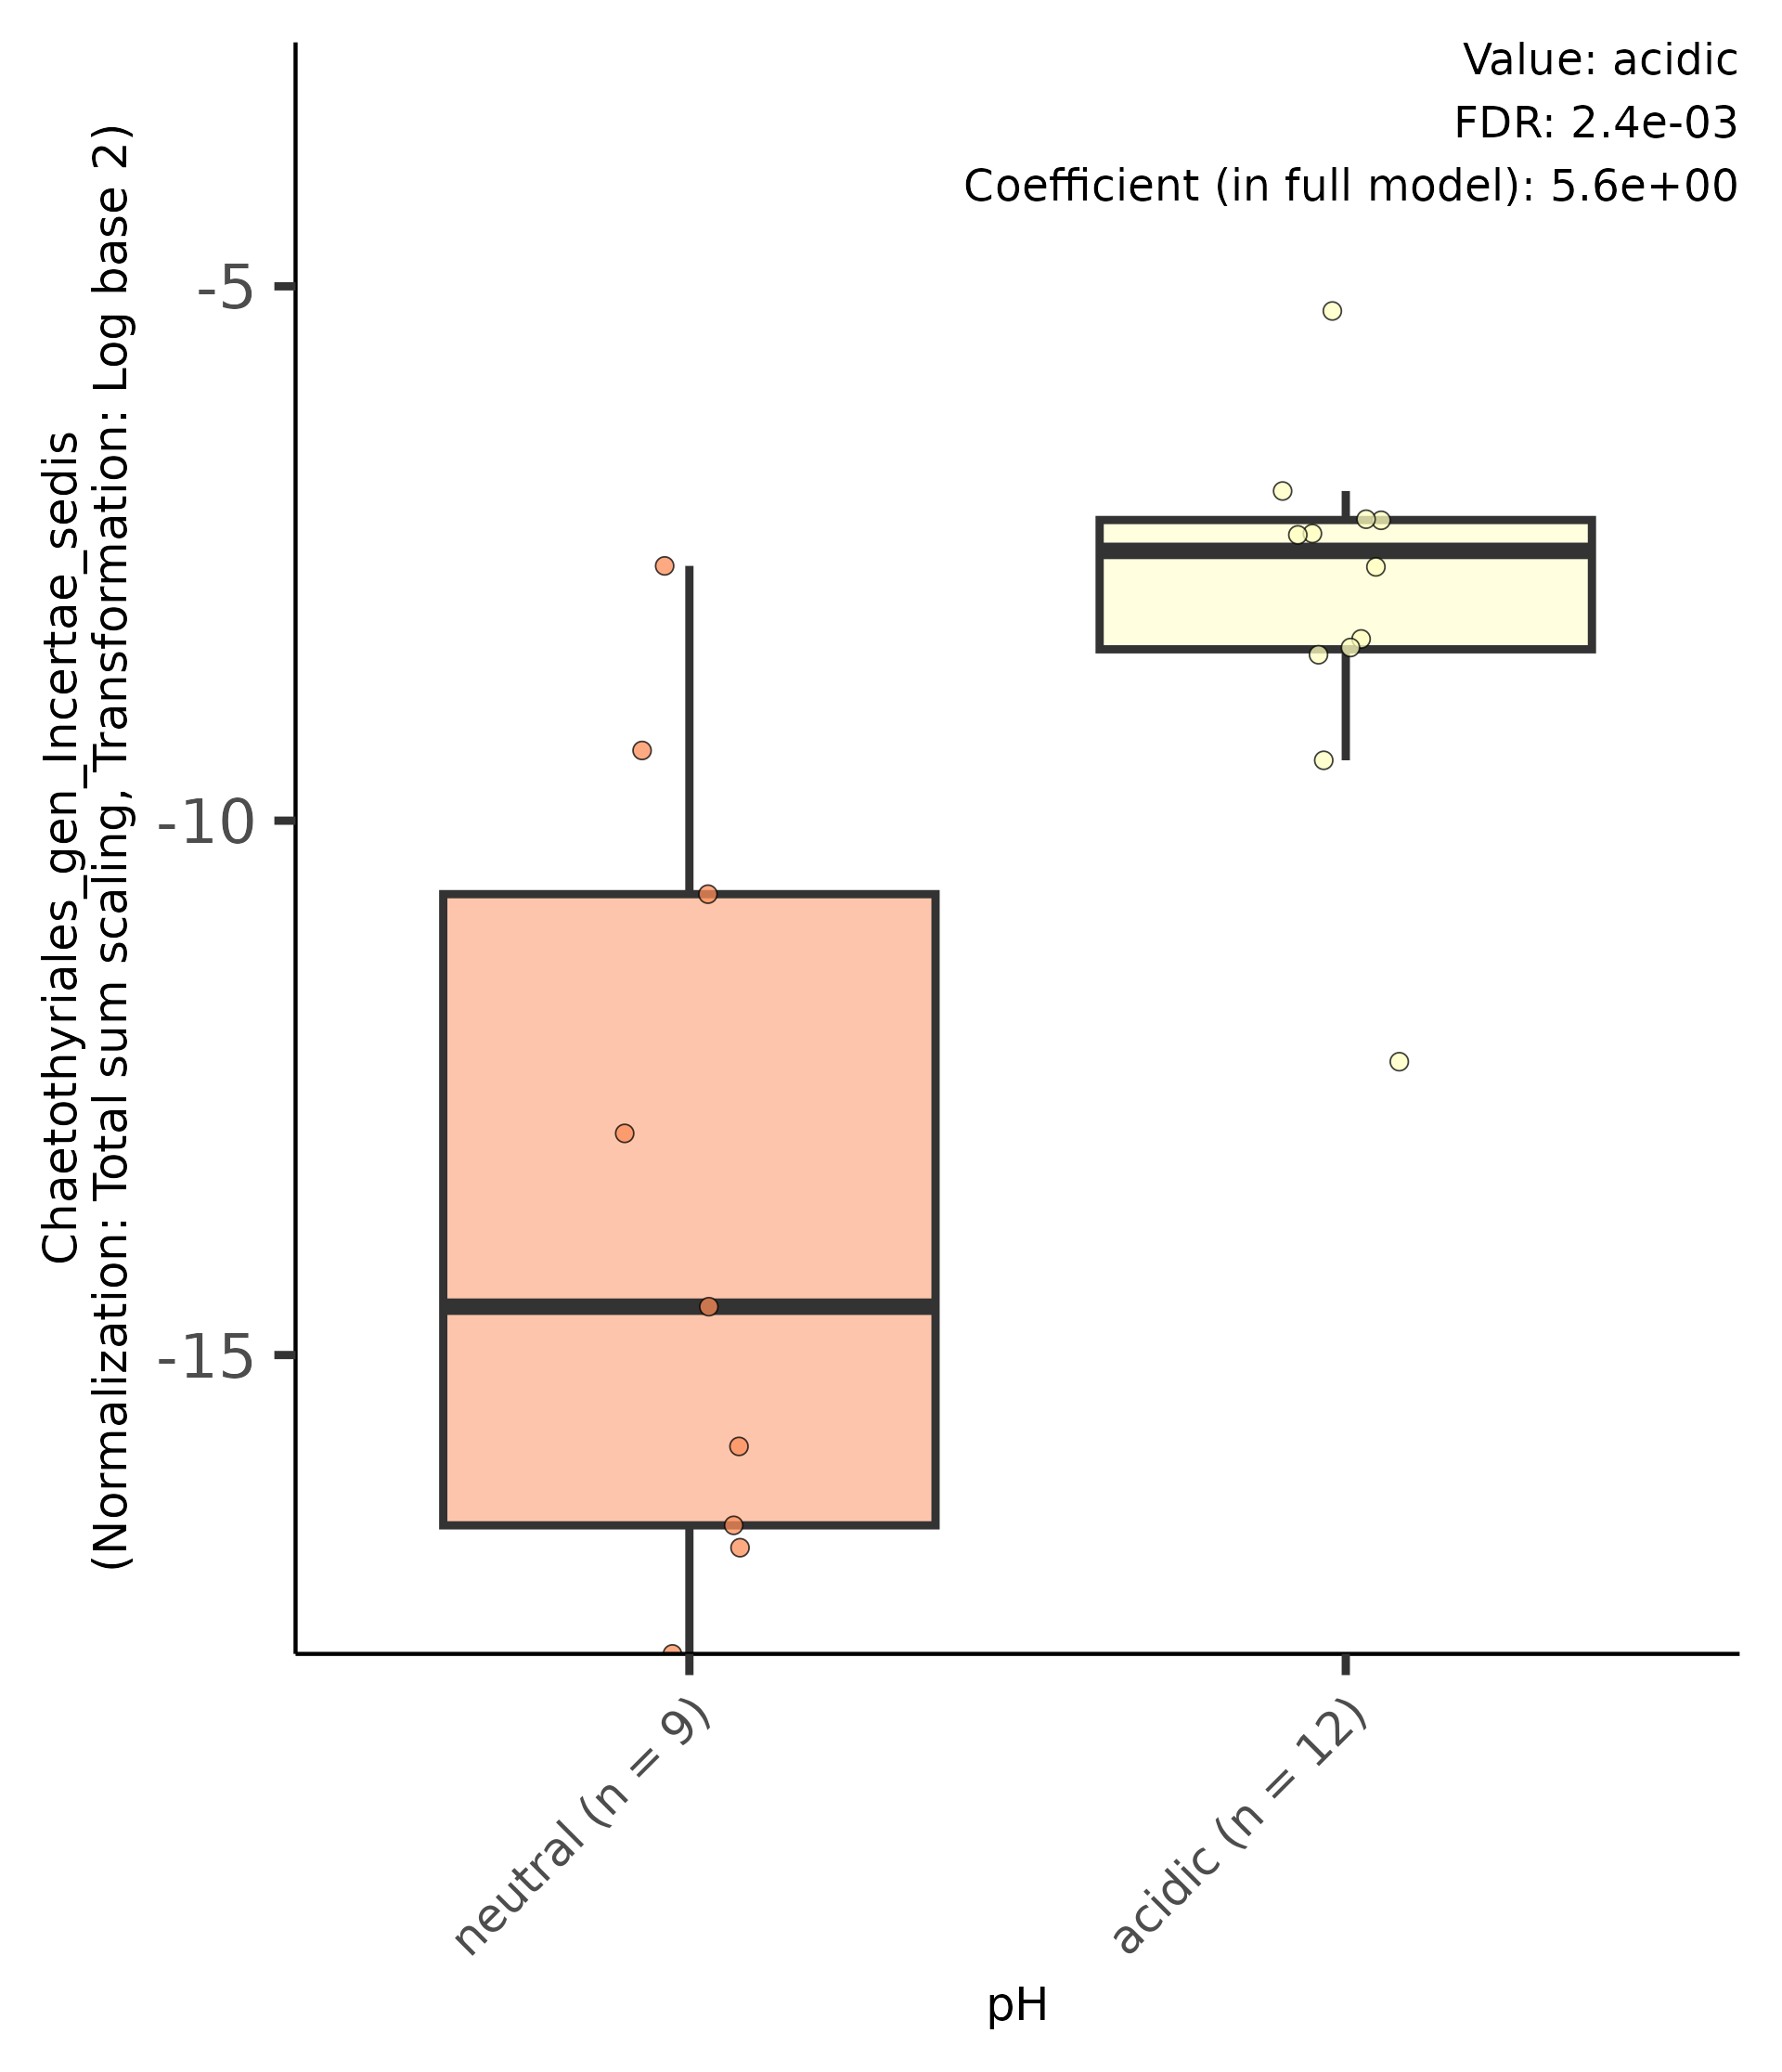 Value: acidic
FDR: 2.4e-03
Coefficient (in full model): 5.6e+00
Chaetothyriales_gen_Incertae_sedis
(Normalization: Total sum scaling, Transformation: Log base 2)
-5
-10
-15
neutral (n = 9)
acidic (n = 12)
pH